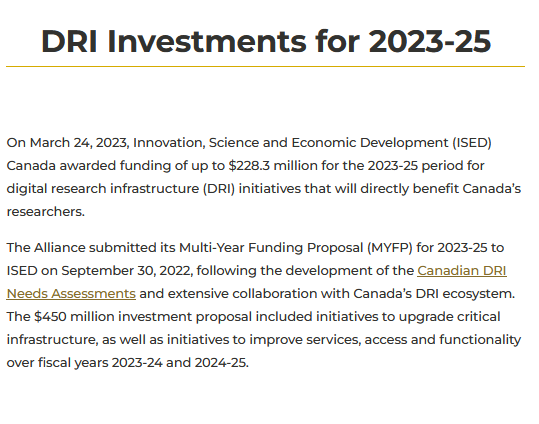 DRI Investments for 2023-25
On March 24, 2023, Innovation, Science and Economic Development (ISED)
Canada awarded funding of up to $228.3 million for the 2023-25 period for
digital research infrastructure (DRI) initiatives that will directly benefit Canada’s
researchers.
The Alliance submitted its Multi-Year Funding Proposal (MYFP) for 2023-25 to
ISED on September 30, 2022, following the development of the Canadian DRI
Needs Assessments and extensive collaboration with Canada’s DRI ecosystem.
The $450 million investment proposal included initiatives to upgrade critical
infrastructure, as well as initiatives to improve services, access and functionality
over fiscal years 2023-24 and 2024-25.